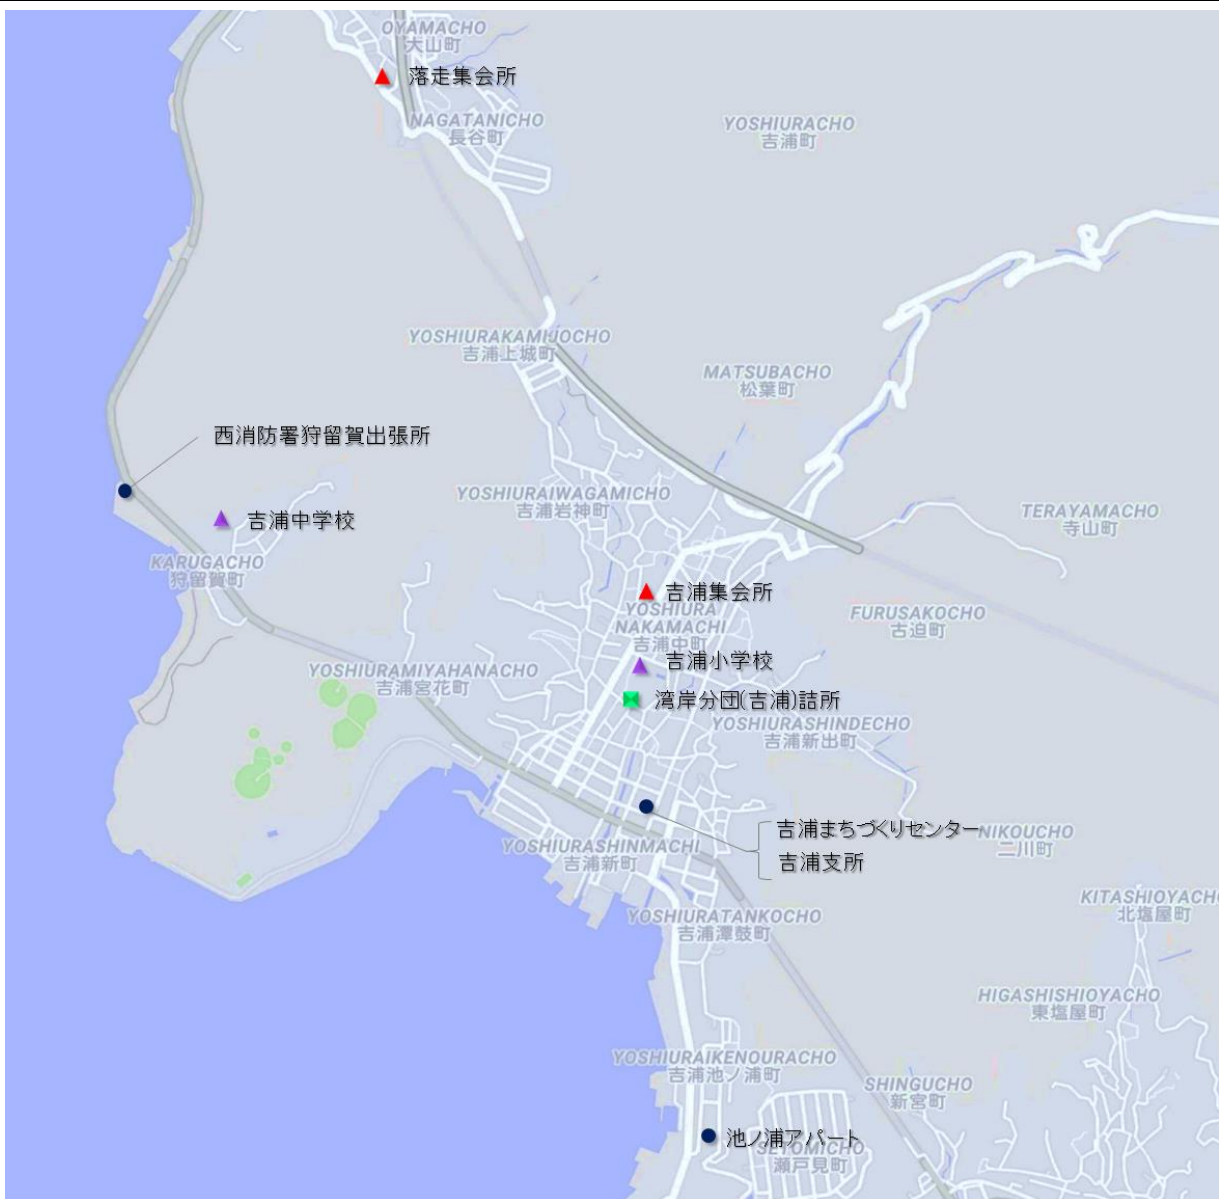 OYAMACHO
大山町
落走集会所
NAGATANICHO
長谷町
YOSHIURACHO
吉浦町
YOSHIURAKAMIJOCHO
吉浦上城町
MATSUBACHO
松葉町
西消防署狩留賀出張所
YOSHIURAIWAGAMICHO
吉浦岩神町
吉浦中学校
TERAYAMACHO
寺山町
KARUGACHO
狩留賀町
吉浦集会所
YOSHIURA
NAKAMACHI
吉浦中町
FURUSAKOCHO
古迫町
吉浦小学校
YOSHIURAMIYAHANACHO
吉浦宮花町
湾岸分団(吉浦)詰所
YOSHIURASHINDECHO
吉浦新出町
吉浦まちづくりセンター
吉浦支所
NIKOUCHO
二川町
YOSHIURASHINMACHI
吉浦新町
KITASHIOYACHO
北塩屋町
YOSHIURATANKOCHO
吉浦潭鼓町
HIGASHISHIOYACHO
東塩屋町
YOSHIURAIKENOURACHO
吉浦池ノ浦町
SHINGUCHO
新宮町
池ノ浦アパート
SETOMICHO
瀬戸見町